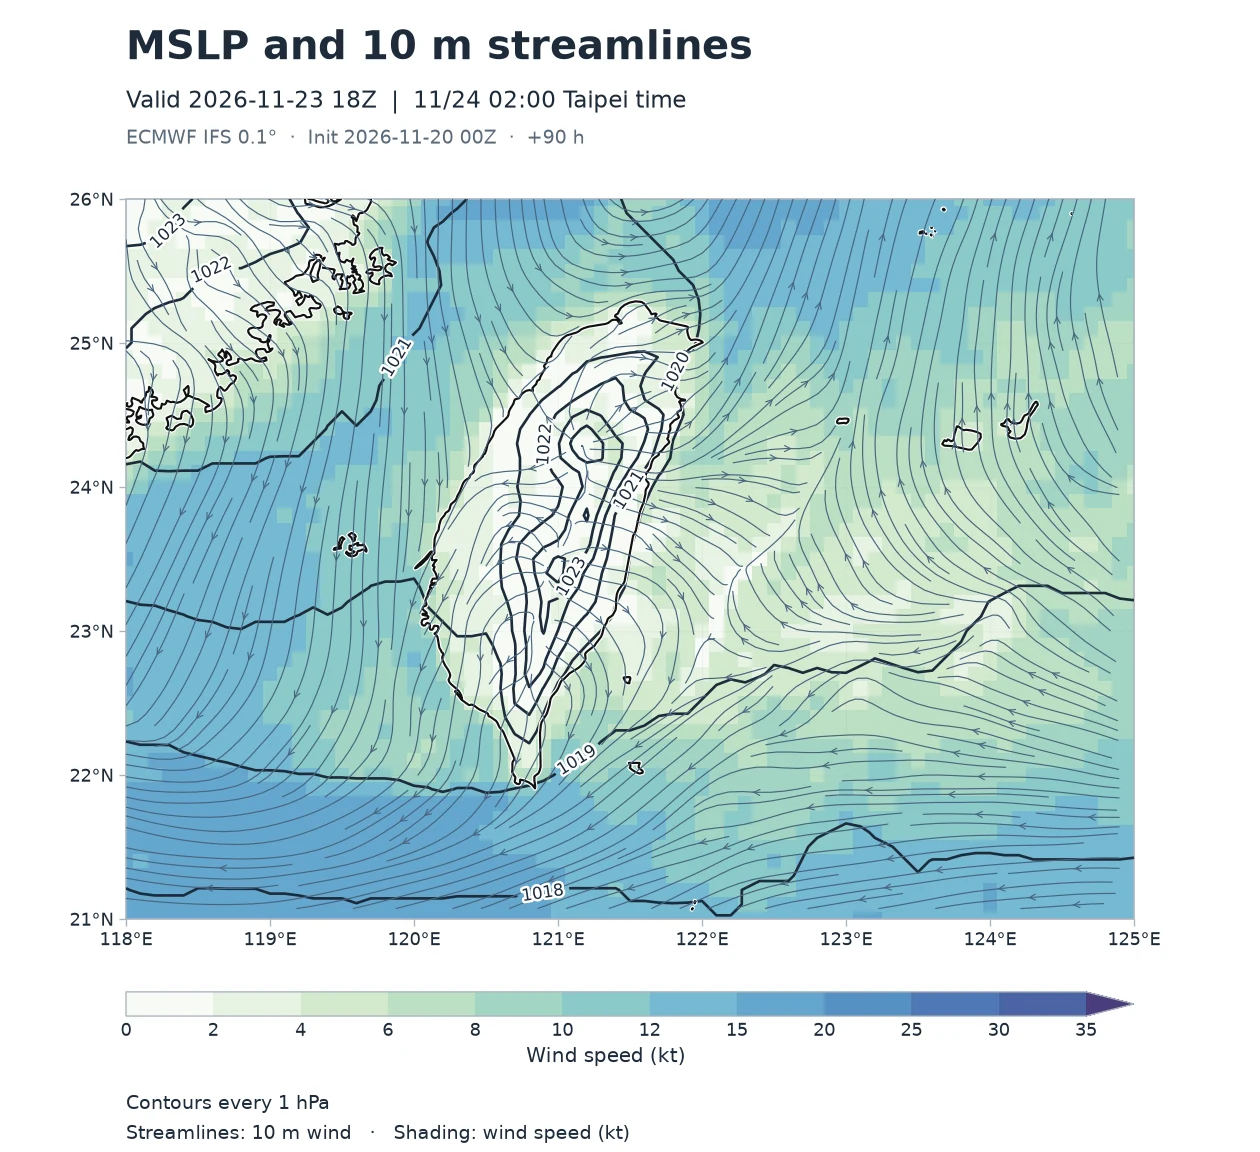 MSLP and 10 m streamlines
Valid 2026-11-23 18Z | 11/24 02:00 Taipei time
ECMWF IFS 0.1° · Init 2026-11-20 00Z · +90 h
26°N
25°N
24°N
23°N
22°N
21°N
1023
1022
1021
1020
1022
1021
1023
1019
1018
118°E 119°E 120°E 121°E 122°E 123°E 124°E 125°E
0 2 4 6 8 10 12 15 20 25 30 35
Wind speed (kt)
Contours every 1 hPa
Streamlines: 10 m wind · Shading: wind speed (kt)